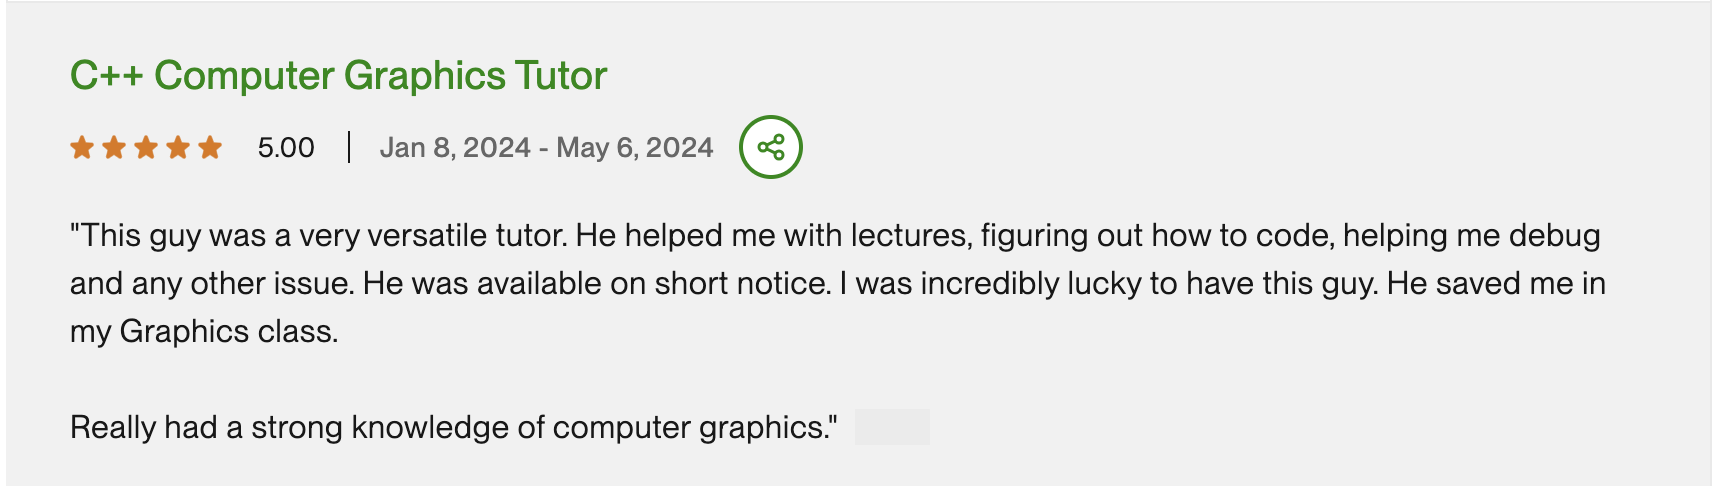 C++ Computer Graphics Tutor
5.00 | Jan 8, 2024 - May 6, 2024
"This guy was a very versatile tutor. He helped me with lectures, figuring out how to code, helping me debug
and any other issue. He was available on short notice. I was incredibly lucky to have this guy. He saved me in
my Graphics class.
Really had a strong knowledge of computer graphics."